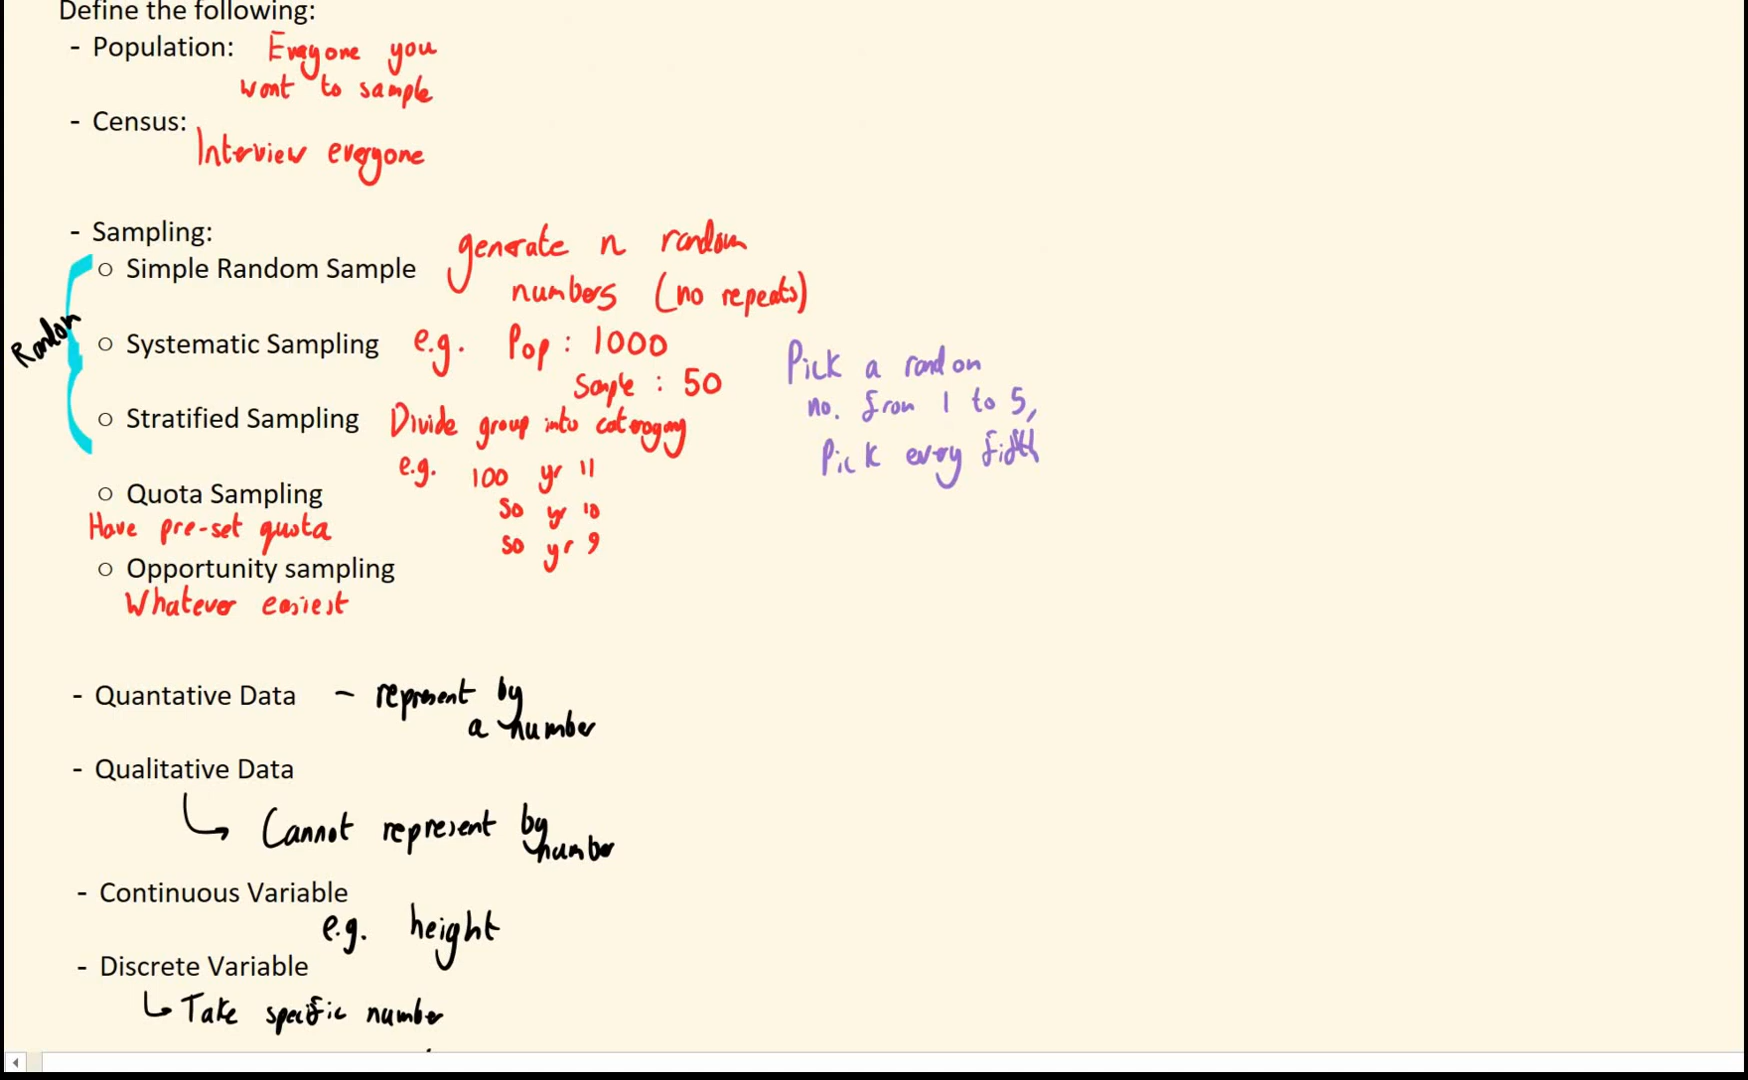 Define the following:
- Population: Everyone you
want to sample
- Census:
Interview everyone
- Sampling:
○ Simple Random Sample generate n random
numbers (no repeats)
Random
○ Systematic Sampling e.g. Pop : 1000
Sample : 50
Pick a random
no. from 1 to 5,
Pick every fifth
○ Stratified Sampling Divide group into catergory
e.g. 100 yr 11
50 yr 10
50 yr 9
○ Quota Sampling
Have pre-set quota
○ Opportunity sampling
Whatever easiest
- Quantative Data - represent by
a number
- Qualitative Data
↳ Cannot represent by
number
- Continuous Variable
e.g. height
- Discrete Variable
↳ Take specific number